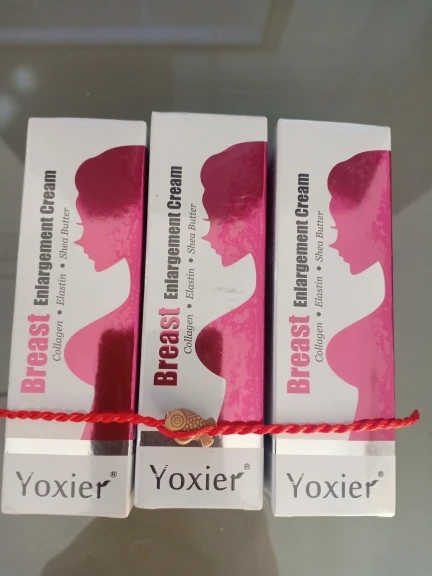 Breast Enlargement Cream
Collagen • Elastin • Shea Butter
Yoxier®
Breast Enlargement Cream
Collagen • Elastin • Shea Butter
Yoxier®
Breast Enlargement Cream
Collagen • Elastin • Shea Butter
Yoxier®